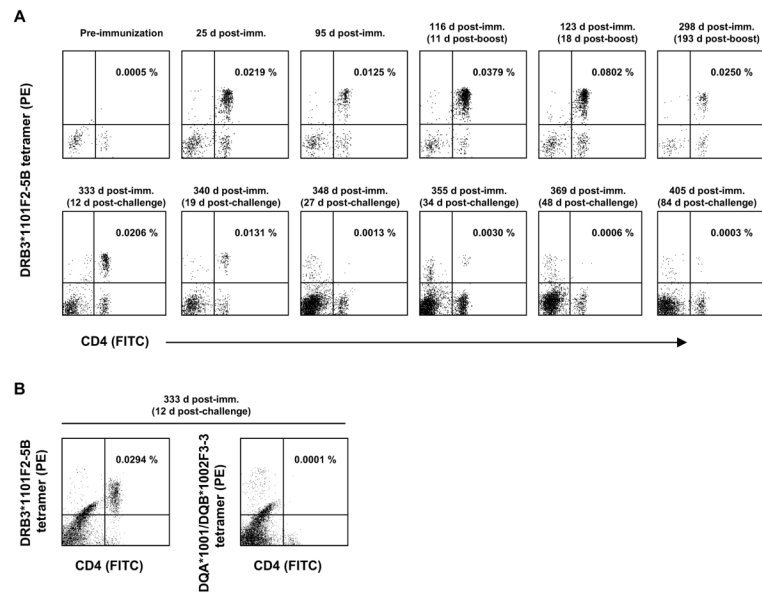 A
Pre-immunization
25 d post-imm.
95 d post-imm.
116 d post-imm.
(11 d post-boost)
123 d post-imm.
(18 d post-boost)
298 d post-imm.
(193 d post-boost)
0.0005 %
0.0219 %
0.0125 %
0.0379 %
0.0802 %
0.0250 %
DRB3*1101F2-5B tetramer (PE)
333 d post-imm.
(12 d post-challenge)
340 d post-imm.
(19 d post-challenge)
348 d post-imm.
(27 d post-challenge)
355 d post-imm.
(34 d post-challenge)
369 d post-imm.
(48 d post-challenge)
405 d post-imm.
(84 d post-challenge)
0.0206 %
0.0131 %
0.0013 %
0.0030 %
0.0006 %
0.0003 %
CD4 (FITC)
B
333 d post-imm.
(12 d post-challenge)
DRB3*1101F2-5B
tetramer (PE)
0.0294 %
CD4 (FITC)
DQA*1001/DQB*1002F3-3
tetramer (PE)
0.0001 %
CD4 (FITC)